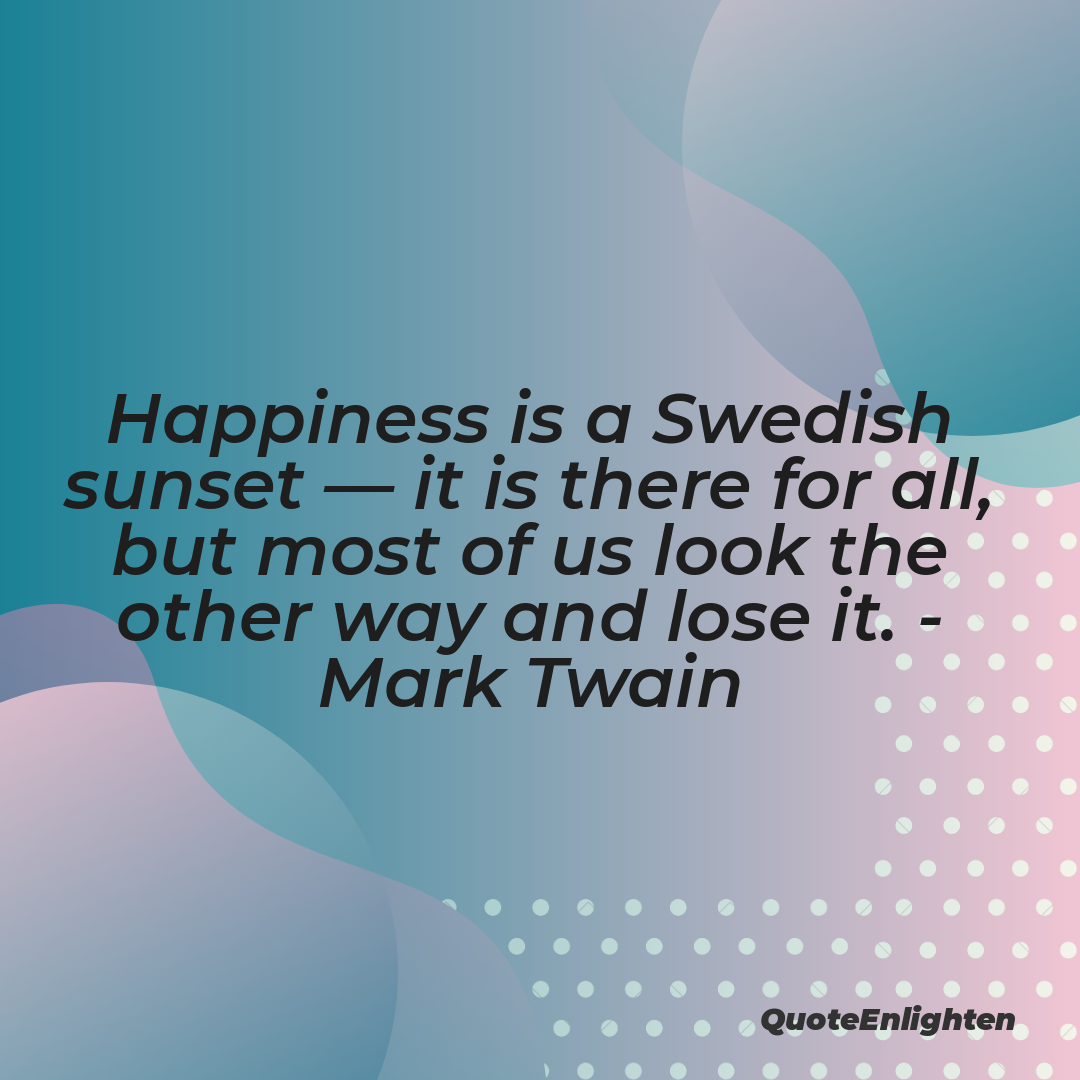 Happiness is a Swedish
sunset — it is there for all,
but most of us look the
other way and lose it. -
Mark Twain
QuoteEnlighten